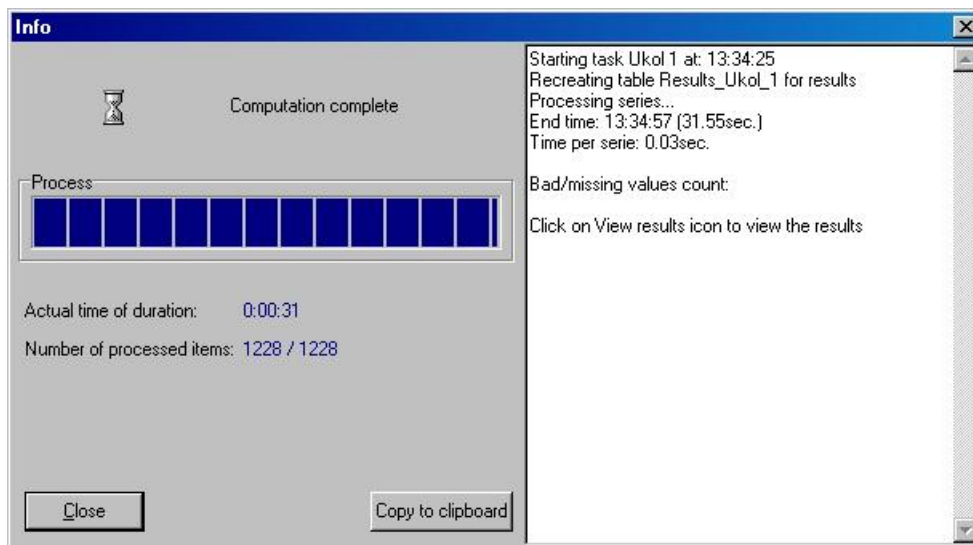 Info
Computation complete
Process
Actual time of duration: 0:00:31
Number of processed items: 1228 / 1228
Close
Copy to clipboard
Starting task Ukol 1 at: 13:34:25
Recreating table Results_Ukol_1 for results
Processing series...
End time: 13:34:57 (31.55sec.)
Time per serie: 0.03sec.
Bad/missing values count:
Click on View results icon to view the results